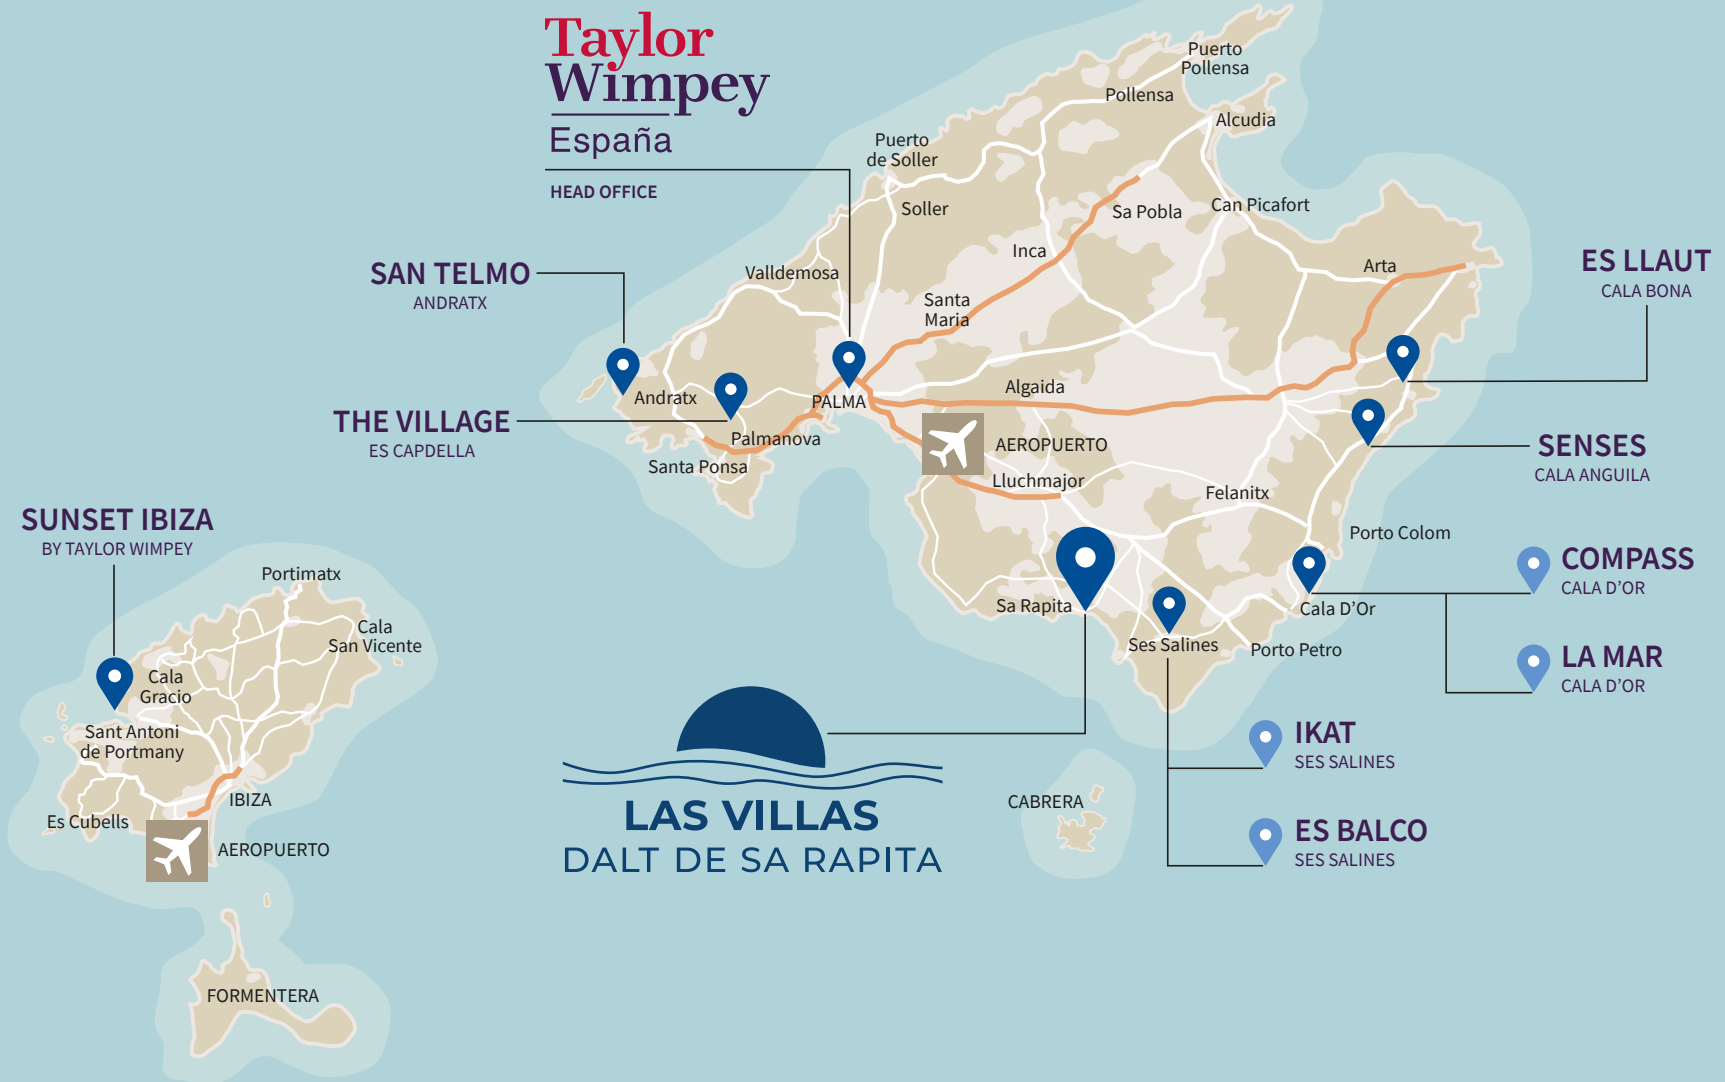 Taylor
Wimpey
España
HEAD OFFICE
Puerto
Pollensa
Pollensa
Alcudia
Puerto
de Soller
Soller
Sa Pobla
Can Picafort
Inca
Valldemosa
Santa
Maria
Arta
SAN TELMO
ANDRATX
ES LLAUT
CALA BONA
Andratx
PALMA
Algaida
THE VILLAGE
ES CAPDELLA
Palmanova
Santa Ponsa
AEROPUERTO
Lluchmajor
Felanitx
SENSES
CALA ANGUILA
Porto Colom
SUNSET IBIZA
BY TAYLOR WIMPEY
COMPASS
CALA D'OR
Sa Rapita
Cala D'Or
Ses Salines
Porto Petro
LA MAR
CALA D'OR
Portimatx
Cala
San Vicente
Cala
Gracio
Sant Antoni
de Portmany
IBIZA
Es Cubells
AEROPUERTO
IKAT
SES SALINES
CABRERA
LAS VILLAS
DALT DE SA RAPITA
ES BALCO
SES SALINES
FORMENTERA